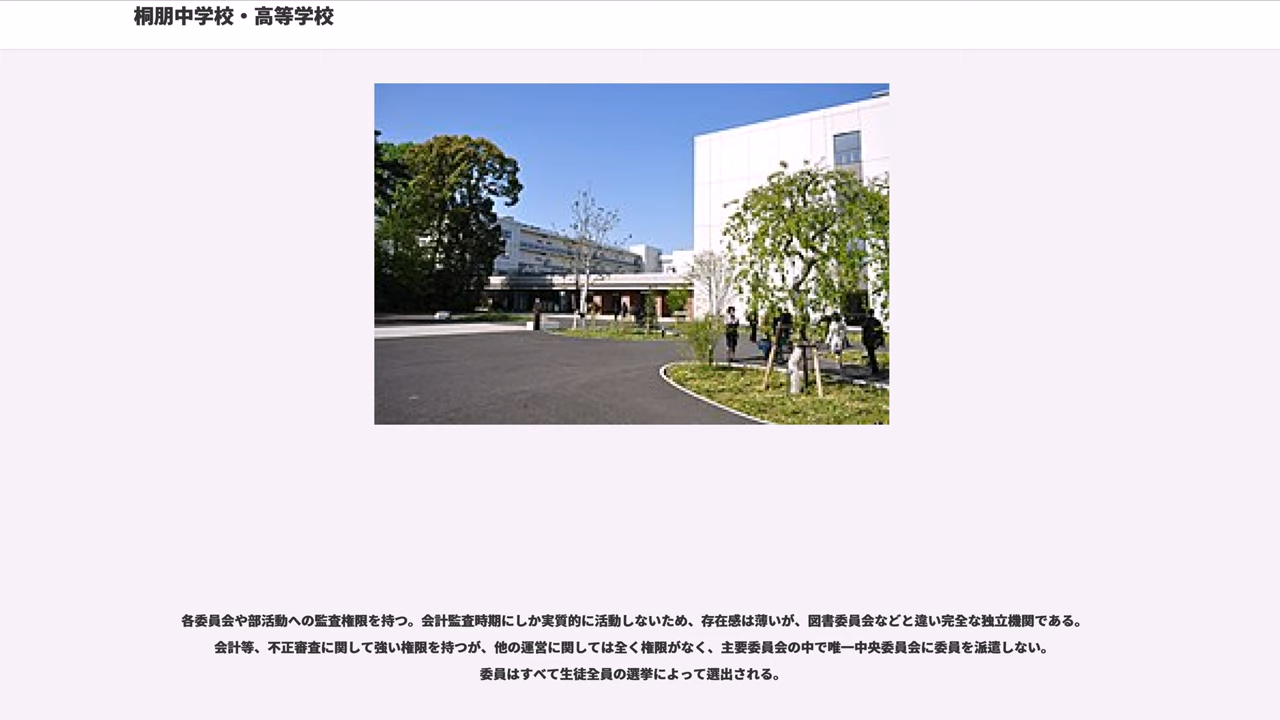 桐朋中学校・高等学校
各委員会や部活動への監査権限を持つ。会計監査時期にしか実質的に活動しないため、存在感は薄いが、図書委員会などと違い完全な独立機関である。
会計等、不正審査に関して強い権限を持つが、他の運営に関しては全く権限がなく、主要委員会の中で唯一中央委員会に委員を派遣しない。
委員はすべて生徒全員の選挙によって選出される。